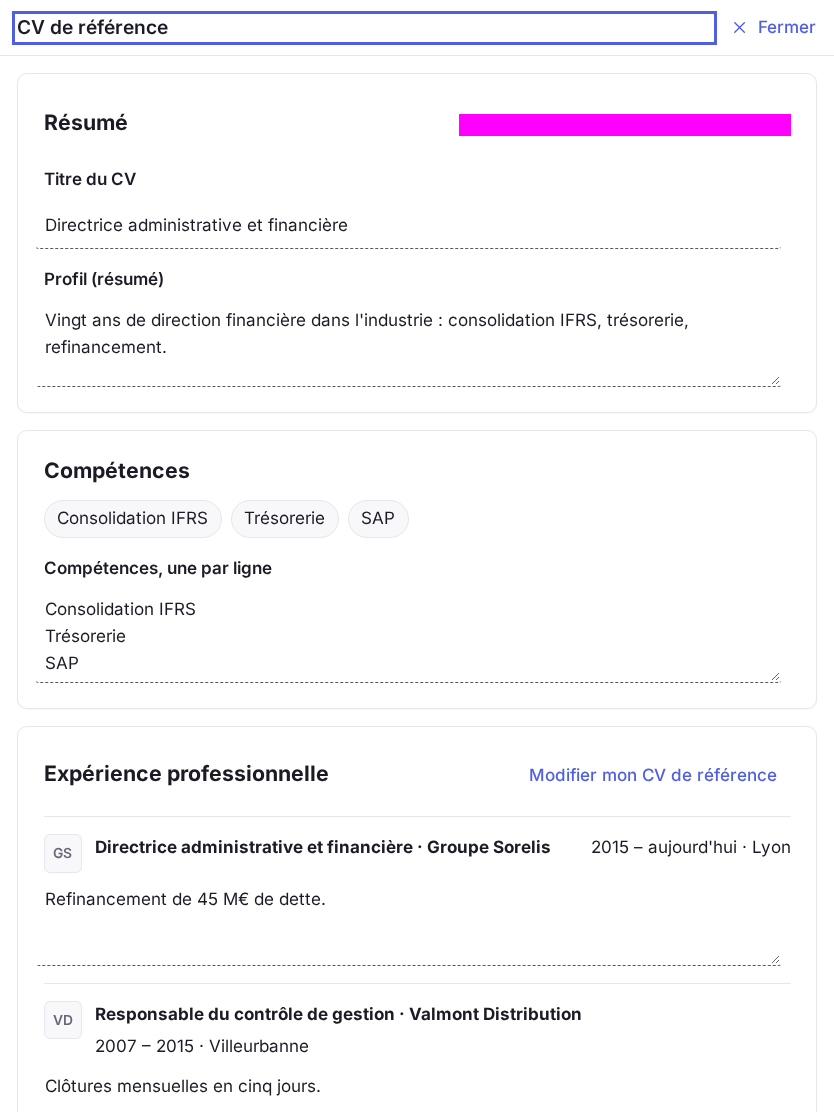 CV de référence
Fermer
Résumé
Titre du CV
Directrice administrative et financière
Profil (résumé)
Vingt ans de direction financière dans l'industrie : consolidation IFRS, trésorerie,
refinancement.
Compétences
Consolidation IFRS
Trésorerie
SAP
Compétences, une par ligne
Consolidation IFRS
Trésorerie
SAP
Expérience professionnelle
Modifier mon CV de référence
GS
Directrice administrative et financière · Groupe Sorelis
2015 – aujourd'hui · Lyon
Refinancement de 45 M€ de dette.
VD
Responsable du contrôle de gestion · Valmont Distribution
2007 – 2015 · Villeurbanne
Clôtures mensuelles en cinq jours.